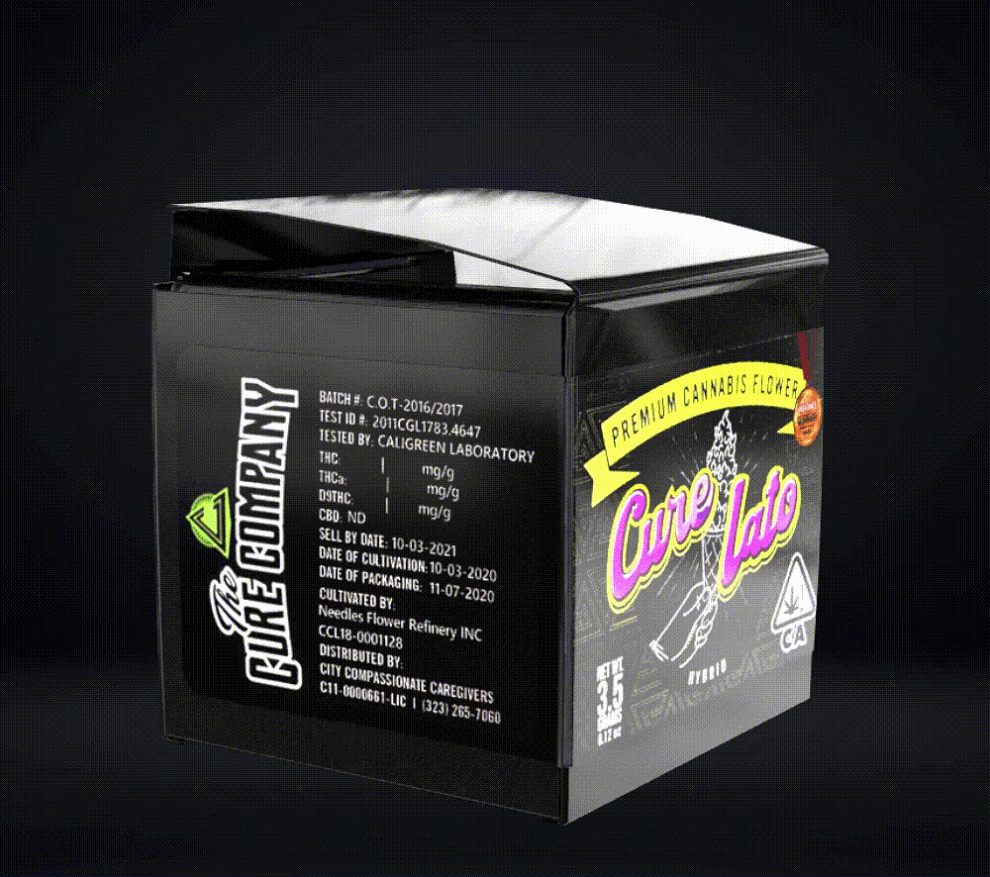 The
CURE COMPANY
BATCH #: C.O.T-2016/2017
TEST ID #: 2011CGL1783.4647
TESTED BY: CALIGREEN LABORATORY
THC: | mg/g
THCa: | mg/g
D9THC: | mg/g
CBD: ND
SELL BY DATE: 10-03-2021
DATE OF CULTIVATION: 10-03-2020
DATE OF PACKAGING: 11-07-2020
CULTIVATED BY:
Needles Flower Refinery INC
CCL18-0001128
DISTRIBUTED BY:
CITY COMPASSIONATE CAREGIVERS
C11-0000661-LIC | (323) 265-7060
PREMIUM CANNABIS FLOWER
Cure Lato
CA
HYBRID
NET WT.
3.5
GRAMS
0.12 oz